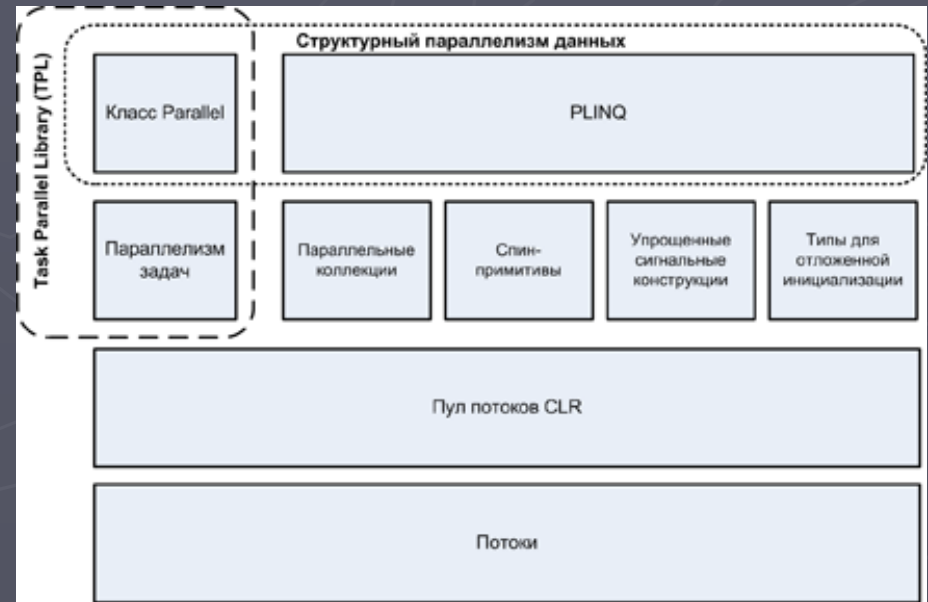 Task Parallel Library (TPL)
Структурный параллелизм данных
Класс Parallel
PLINQ
Параллелизм
задач
Параллельные
коллекции
Спин-
примитивы
Упрощенные
сигнальные
конструкции
Типы для
отложенной
инициализации
Пул потоков CLR
Потоки